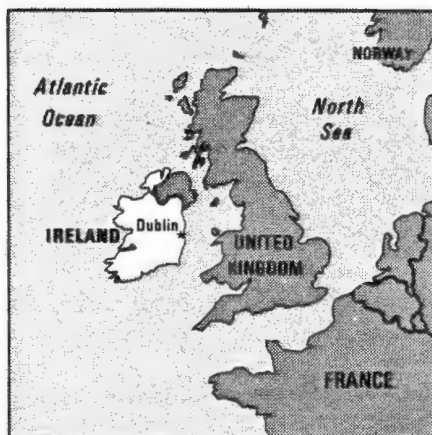 NORWAY
Atlantic
Ocean
North
Sea
IRELAND
Dublin
UNITED
KINGDOM
FRANCE